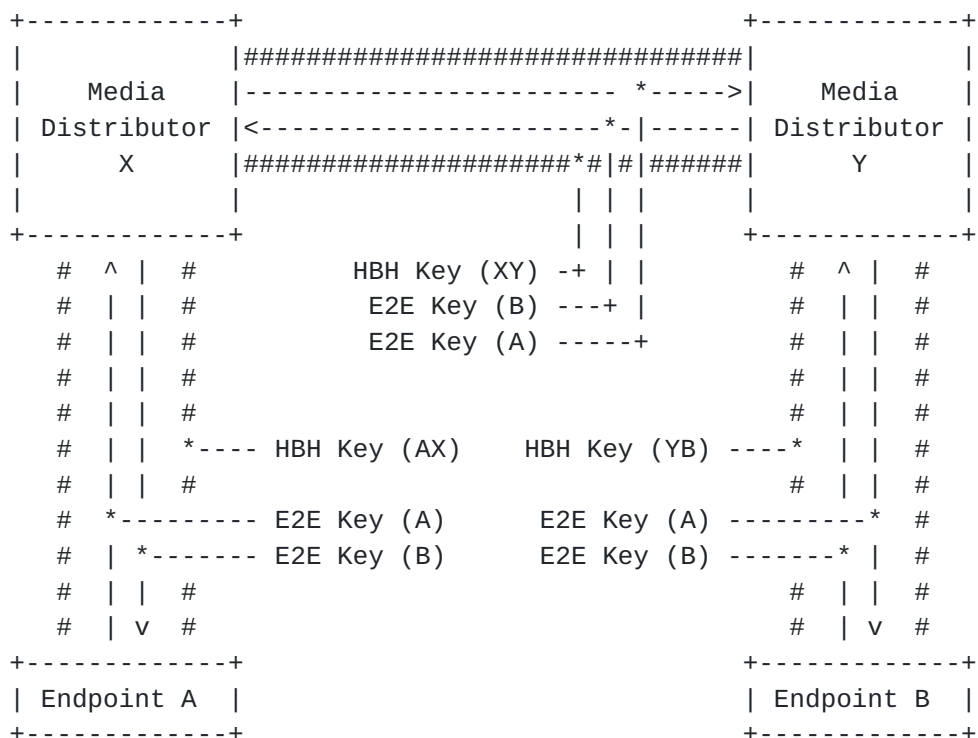 Media Media
Distributor Distributor
X Y
HBH Key (XY)
E2E Key (B)
E2E Key (A)
HBH Key (AX) HBH Key (YB)
E2E Key (A) E2E Key (A)
E2E Key (B) E2E Key (B)
Endpoint A Endpoint B